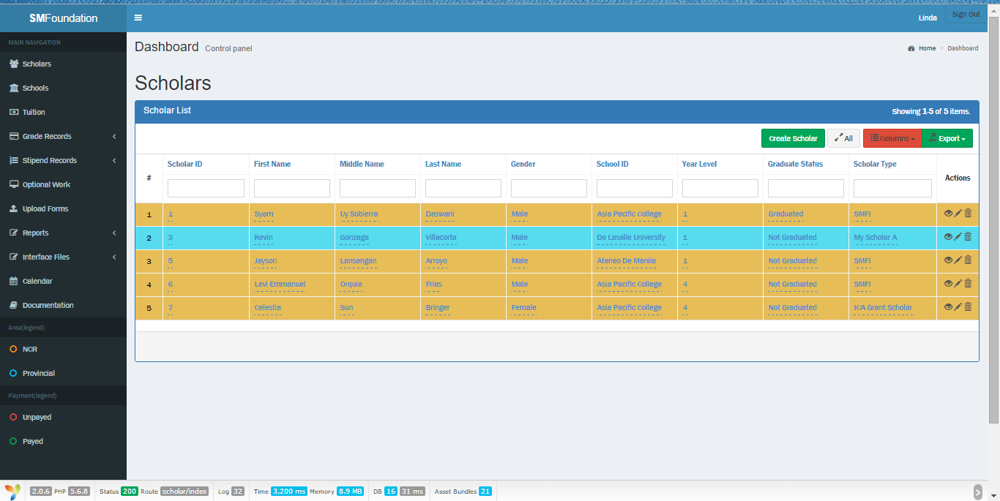 SMFoundation
Linda
Sign Out
MAIN NAVIGATION
Scholars
Schools
Tuition
Grade Records
Stipend Records
Optional Work
Upload Forms
Reports
Interface Files
Calendar
Documentation
Area(legend)
NCR
Provincial
Payment(legend)
Unpayed
Payed
Dashboard Control panel
Home > Dashboard
Scholars
Scholar List
Showing 1-5 of 5 items.
Create Scholar All Columns Export
# Scholar ID First Name Middle Name Last Name Gender School ID Year Level Graduate Status Scholar Type Actions
1 1 Syam Uy Sobierra Daswani Male Asia Pacific College 1 Graduated SMFI
2 3 Kevin Gonzaga Villacorta Male De Lasalle University 1 Not Graduated My Scholar A
3 5 Jayson Lansangan Arroyo Male Ateneo De Manila 1 Not Graduated SMFI
4 6 Levi Emmanuel Orquia Frias Male Asia Pacific College 4 Not Graduated SMFI
5 7 Celestia Sun Bringer Female Asia Pacific College 4 Not Graduated ICA Grant Scholar
2.0.6 PHP 5.6.8 Status 200 Route scholar/index Log 32 Time 3,200 ms Memory 8.9 MB DB 16 31 ms Asset Bundles 21